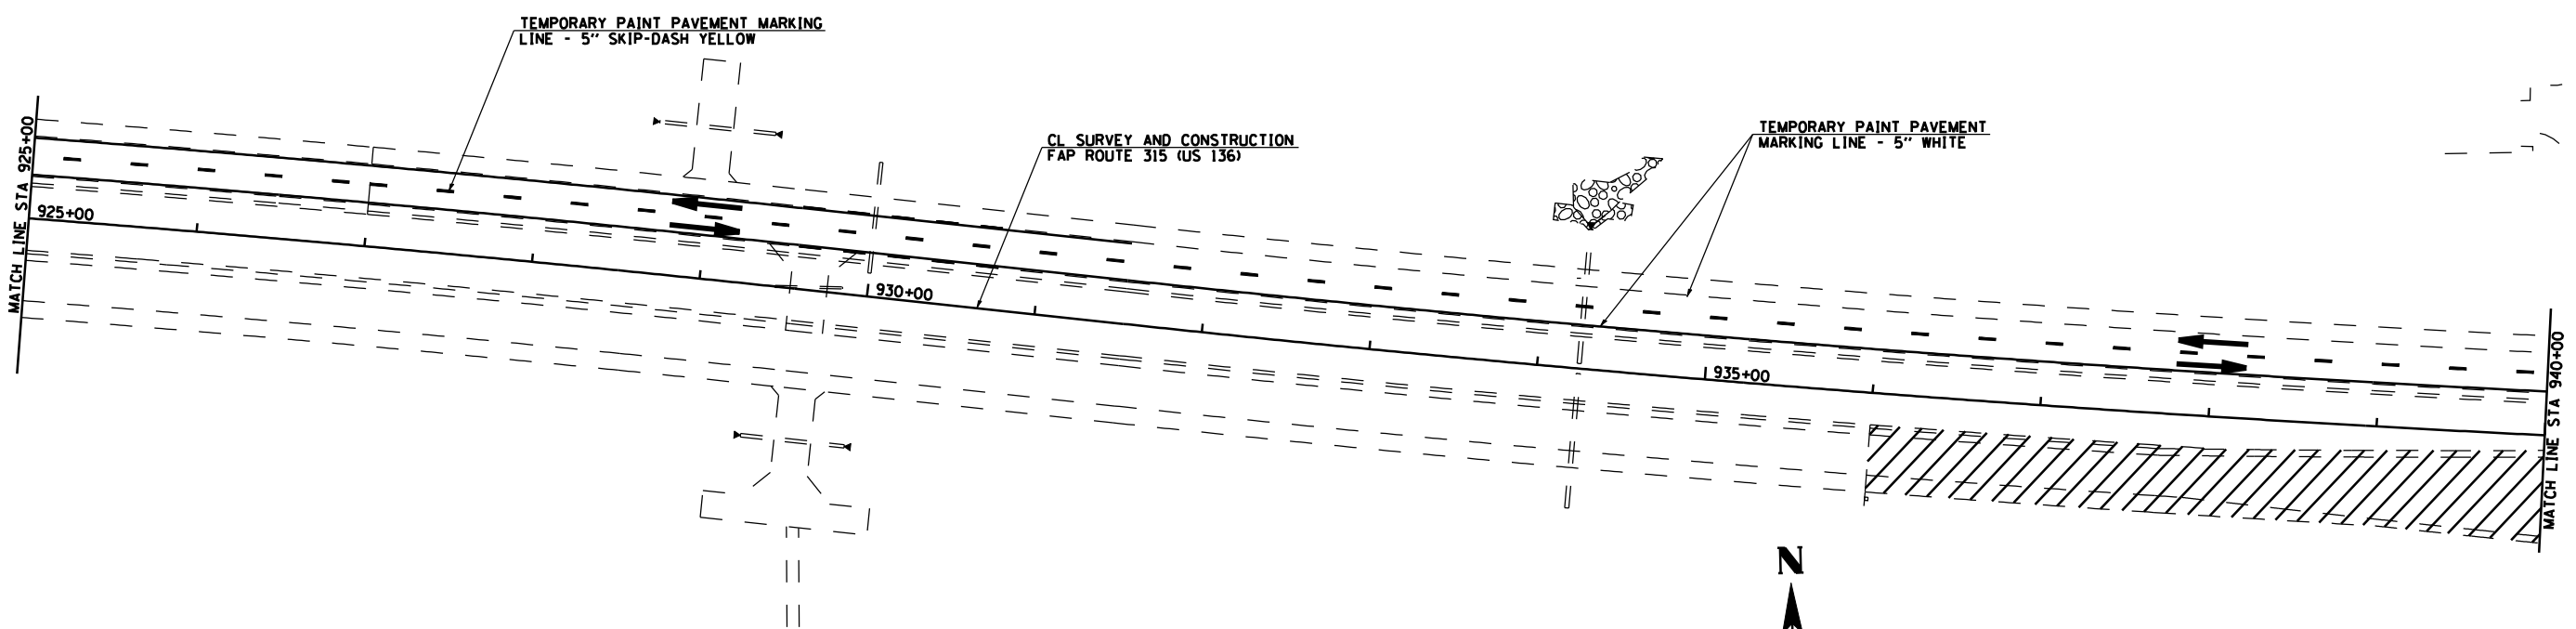 TEMPORARY PAINT PAVEMENT MARKING
LINE - 5" SKIP-DASH YELLOW
CL SURVEY AND CONSTRUCTION
FAP ROUTE 315 (US 136)
TEMPORARY PAINT PAVEMENT
MARKING LINE - 5" WHITE
MATCH LINE STA 925+00
925+00
930+00
935+00
MATCH LINE STA 940+00
N